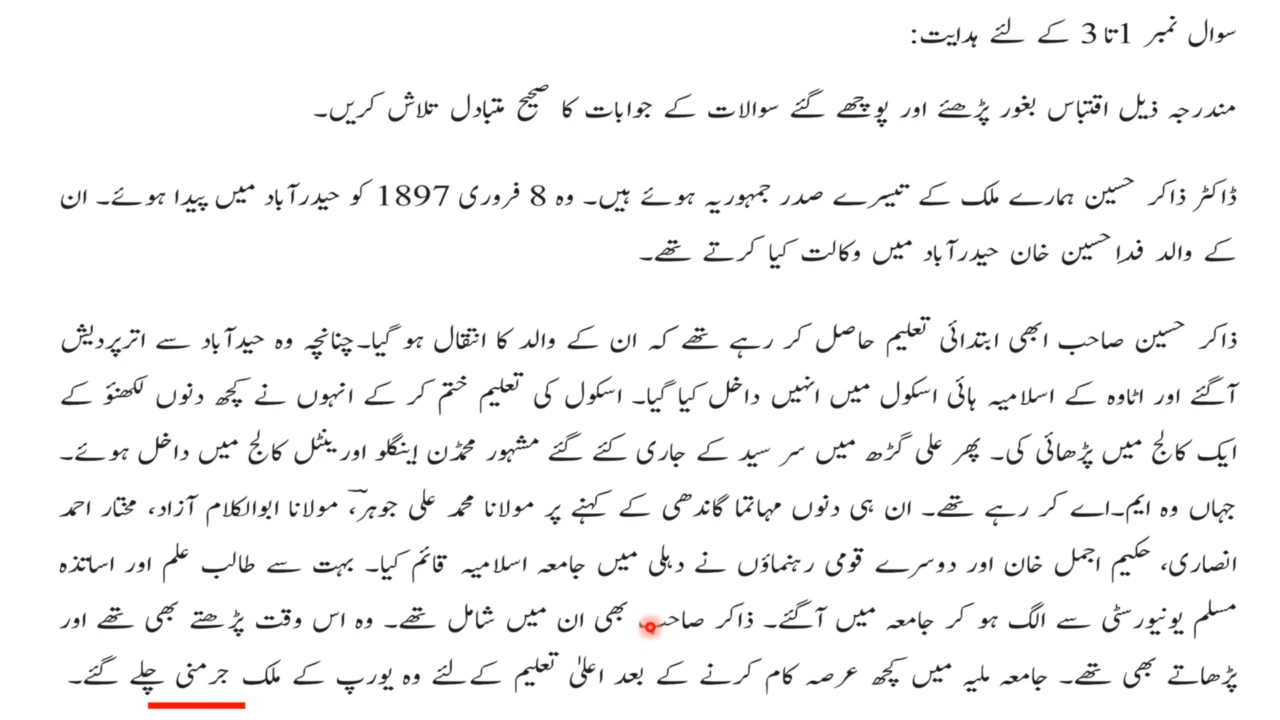 سوال نمبر 1 تا 3 کے لئے ہدایت:
مندرجہ ذیل اقتباس بغور پڑھئے اور پوچھے گئے سوالات کے جوابات کا صحیح متبادل تلاش کریں۔
ڈاکٹر ذاکر حسین ہمارے ملک کے تیسرے صدر جمہوریہ ہوئے ہیں۔ وہ 8 فروری 1897 کو حیدرآباد میں پیدا ہوئے۔ ان
کے والد فدا حسین خان حیدرآباد میں وکالت کیا کرتے تھے۔
ذاکر حسین صاحب ابھی ابتدائی تعلیم حاصل کر رہے تھے کہ ان کے والد کا انتقال ہو گیا۔ چنانچہ وہ حیدآباد سے اترپردیش
آگئے اور اٹاوہ کے اسلامیہ ہائی اسکول میں انہیں داخل کیا گیا۔ اسکول کی تعلیم ختم کر کے انہوں نے کچھ دنوں لکھنؤ کے
ایک کالج میں پڑھائی کی۔ پھر علی گڑھ میں سر سید کے جاری کئے گئے مشہور محمڈن اینگلو اورینٹل کالج میں داخل ہوئے۔
جہاں وہ ایم۔اے کر رہے تھے۔ ان ہی دنوں مہاتما گاندھی کے کہنے پر مولانا محمد علی جوہرؔ، مولانا ابوالکلام آزاد، مختار احمد
انصاری، حکیم اجمل خان اور دوسرے قومی رہنماؤں نے دہلی میں جامعہ اسلامیہ قائم کیا۔ بہت سے طالب علم اور اساتذہ
مسلم یونیورسٹی سے الگ ہو کر جامعہ میں آگئے۔ ذاکر صاحب بھی ان میں شامل تھے۔ وہ اس وقت پڑھتے بھی تھے اور
پڑھاتے بھی تھے۔ جامعہ ملیہ میں کچھ عرصہ کام کرنے کے بعد اعلیٰ تعلیم کےلئے وہ یورپ کے ملک جرمنی چلے گئے۔